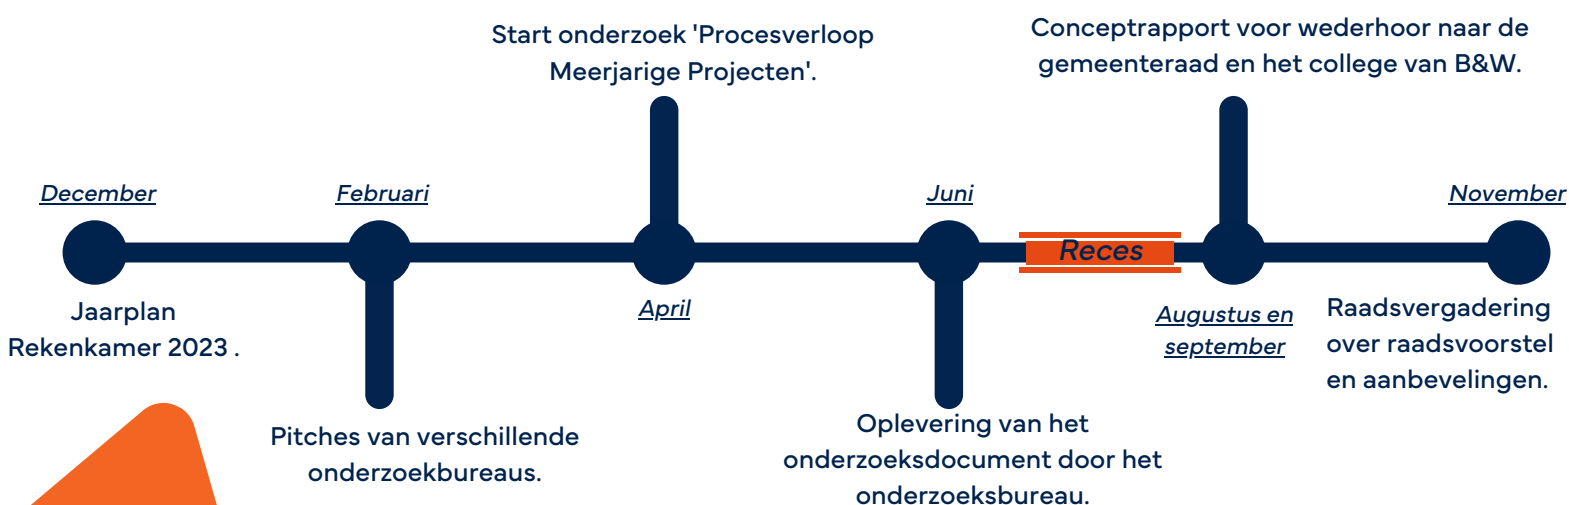 December
Jaarplan
Rekenkamer 2023 .
Februari
Pitches van verschillende
onderzoekbureaus.
Start onderzoek 'Procesverloop
Meerjarige Projecten'.
April
Juni
Oplevering van het
onderzoeksdocument door het
onderzoeksbureau.
Reces
Conceptrapport voor wederhoor naar de
gemeenteraad en het college van B&W.
Augustus en
september
November
Raadsvergadering
over raadsvoorstel
en aanbevelingen.